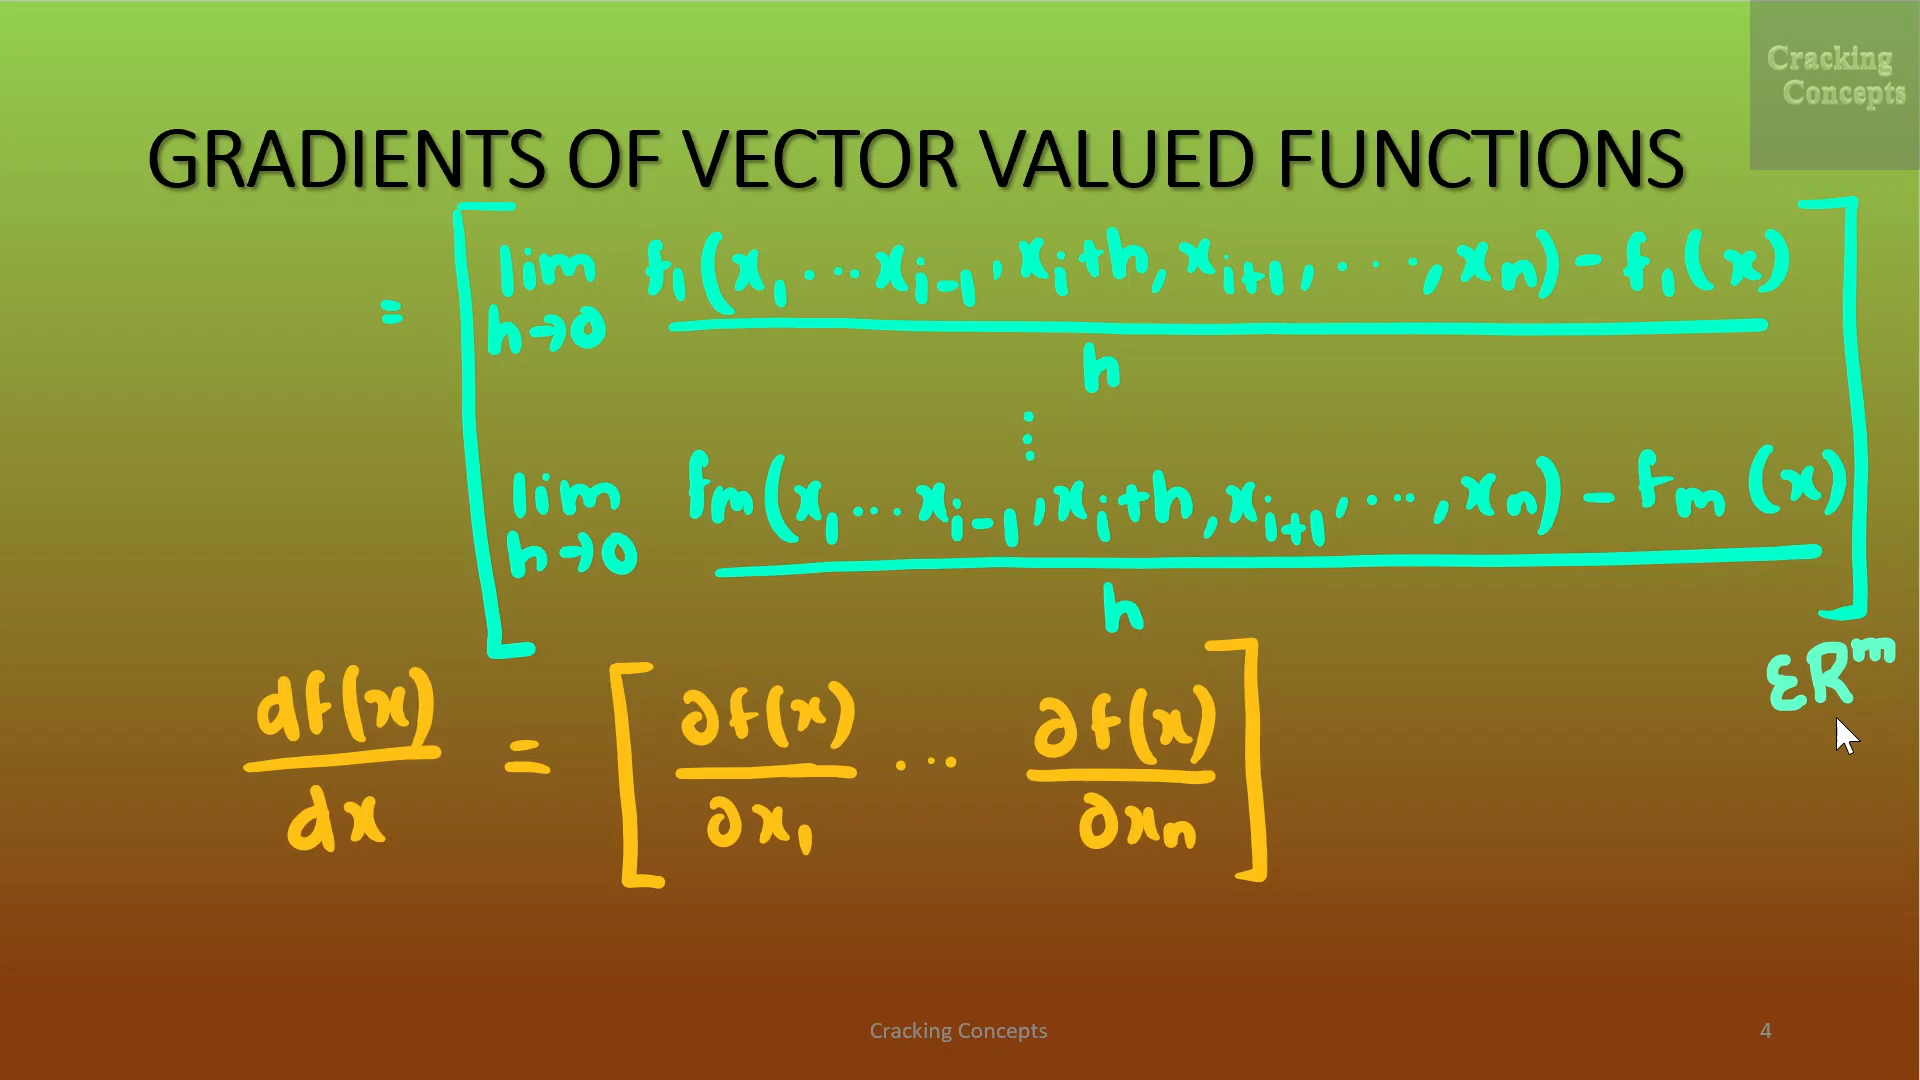 Cracking
Concepts
GRADIENTS OF VECTOR VALUED FUNCTIONS
= [ lim h→0 f₁(x₁...xᵢ₋₁, xᵢ+h, xᵢ₊₁, ..., xₙ) - f₁(x) / h
⋮
lim h→0 fₘ(x₁...xᵢ₋₁, xᵢ+h, xᵢ₊₁, ..., xₙ) - fₘ(x) / h ]
ƐRᵐ
df(x)/dx = [ ∂f(x)/∂x₁ ... ∂f(x)/∂xₙ ]
Cracking Concepts
4